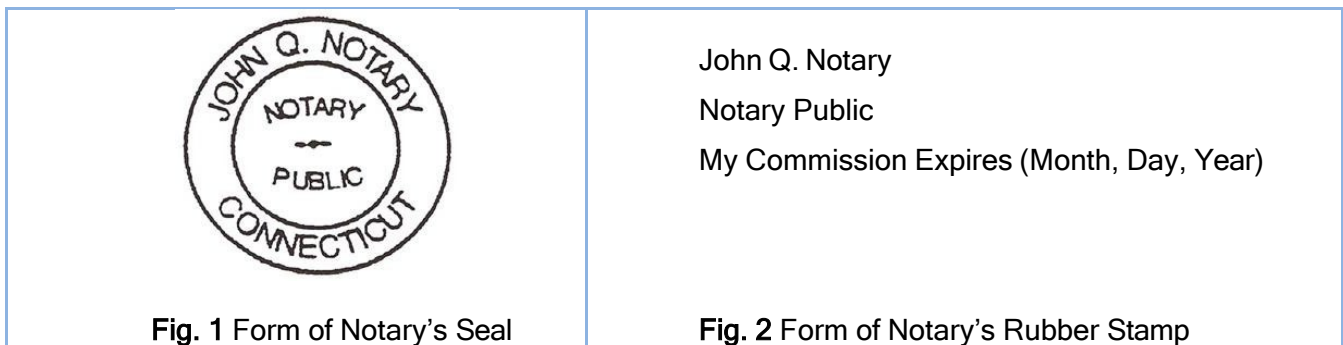 JOHN Q. NOTARY
NOTARY
PUBLIC
CONNECTICUT
Fig. 1 Form of Notary’s Seal
John Q. Notary
Notary Public
My Commission Expires (Month, Day, Year)
Fig. 2 Form of Notary’s Rubber Stamp